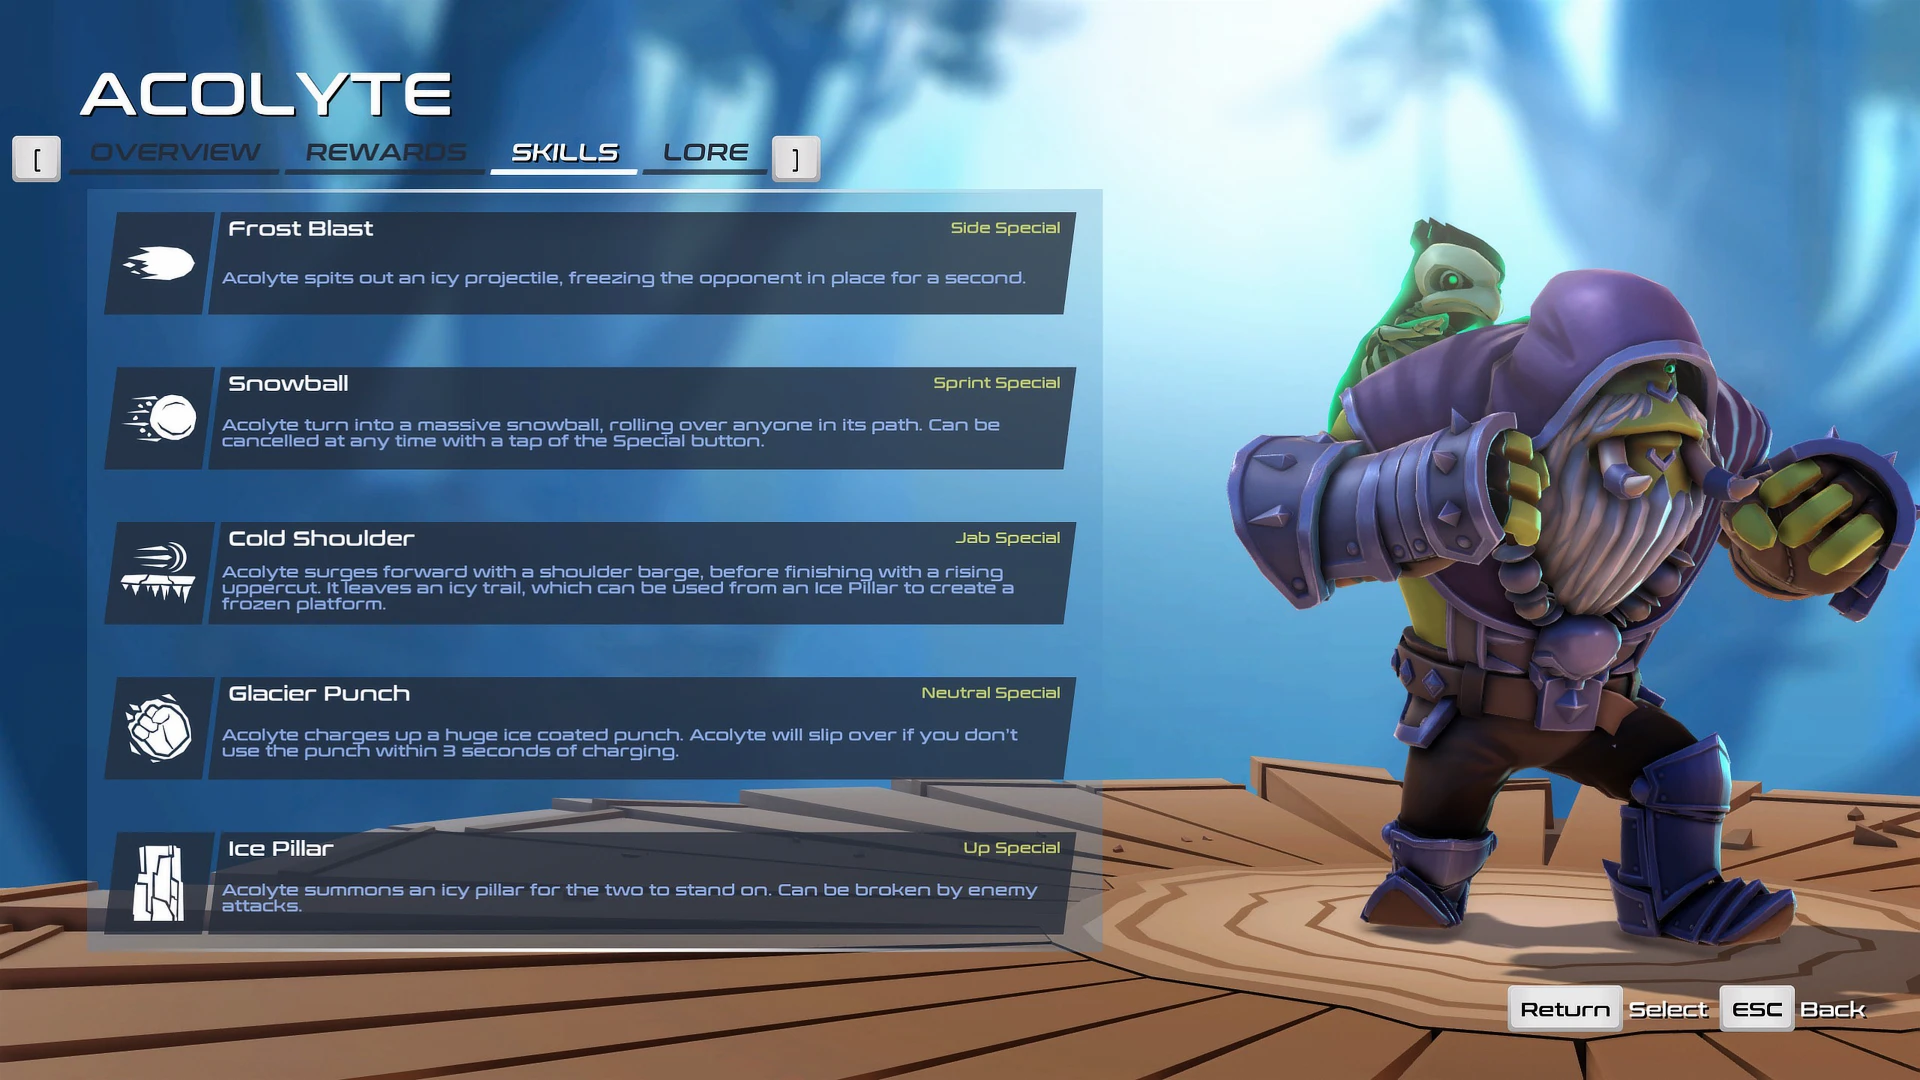 ACOLYTE
[ OVERVIEW REWARDS SKILLS LORE ]
Frost Blast Side Special
Acolyte spits out an icy projectile, freezing the opponent in place for a second.
Snowball Sprint Special
Acolyte turn into a massive snowball, rolling over anyone in its path. Can be
cancelled at any time with a tap of the Special button.
Cold Shoulder Jab Special
Acolyte surges forward with a shoulder barge, before finishing with a rising
uppercut. It leaves an icy trail, which can be used from an Ice Pillar to create a
frozen platform.
Glacier Punch Neutral Special
Acolyte charges up a huge ice coated punch. Acolyte will slip over if you don't
use the punch within 3 seconds of charging.
Ice Pillar Up Special
Acolyte summons an icy pillar for the two to stand on. Can be broken by enemy
attacks.
Return Select ESC Back